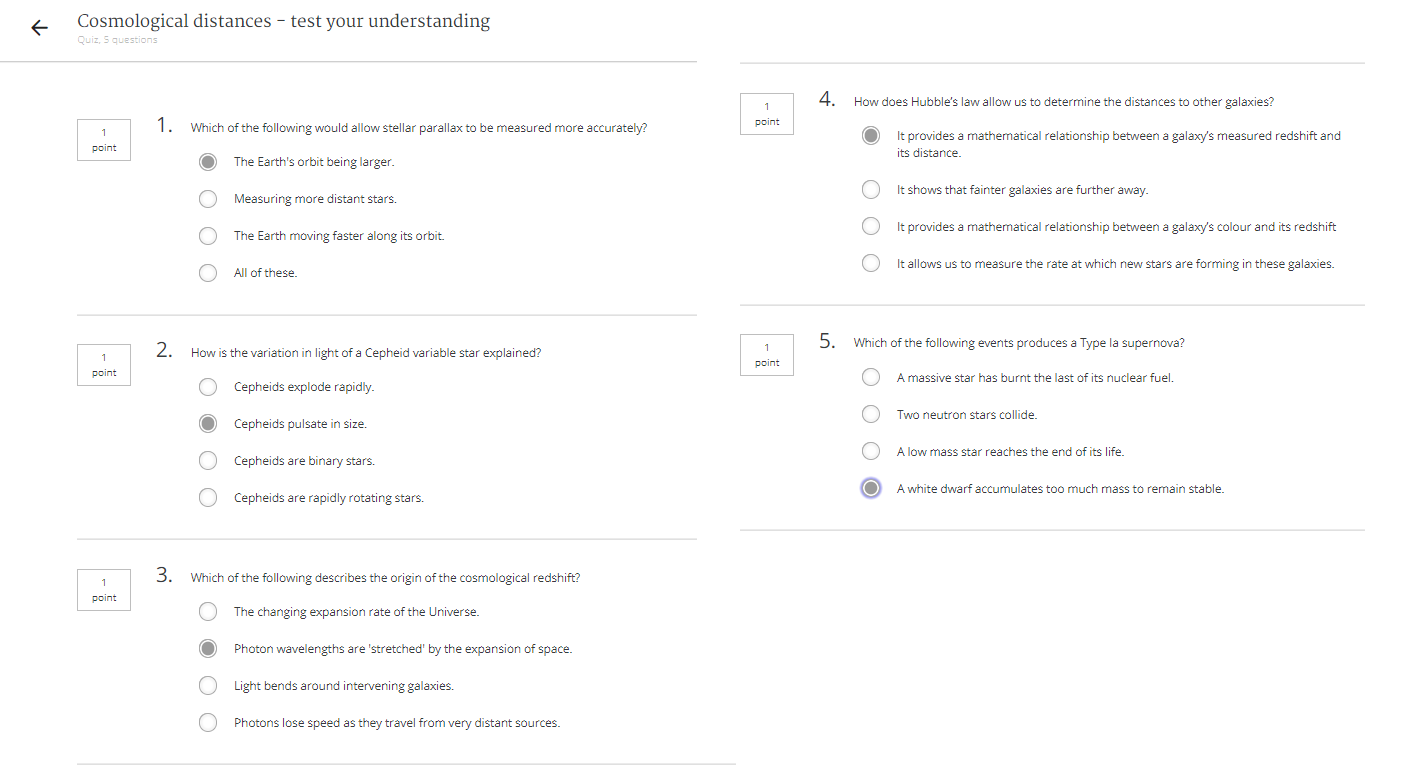 Cosmological distances - test your understanding
Quiz, 5 questions
1
point
1. Which of the following would allow stellar parallax to be measured more accurately?
The Earth's orbit being larger.
Measuring more distant stars.
The Earth moving faster along its orbit.
All of these.
1
point
2. How is the variation in light of a Cepheid variable star explained?
Cepheids explode rapidly.
Cepheids pulsate in size.
Cepheids are binary stars.
Cepheids are rapidly rotating stars.
1
point
3. Which of the following describes the origin of the cosmological redshift?
The changing expansion rate of the Universe.
Photon wavelengths are 'stretched' by the expansion of space.
Light bends around intervening galaxies.
Photons lose speed as they travel from very distant sources.
1
point
4. How does Hubble's law allow us to determine the distances to other galaxies?
It provides a mathematical relationship between a galaxy's measured redshift and
its distance.
It shows that fainter galaxies are further away.
It provides a mathematical relationship between a galaxy's colour and its redshift
It allows us to measure the rate at which new stars are forming in these galaxies.
1
point
5. Which of the following events produces a Type Ia supernova?
A massive star has burnt the last of its nuclear fuel.
Two neutron stars collide.
A low mass star reaches the end of its life.
A white dwarf accumulates too much mass to remain stable.